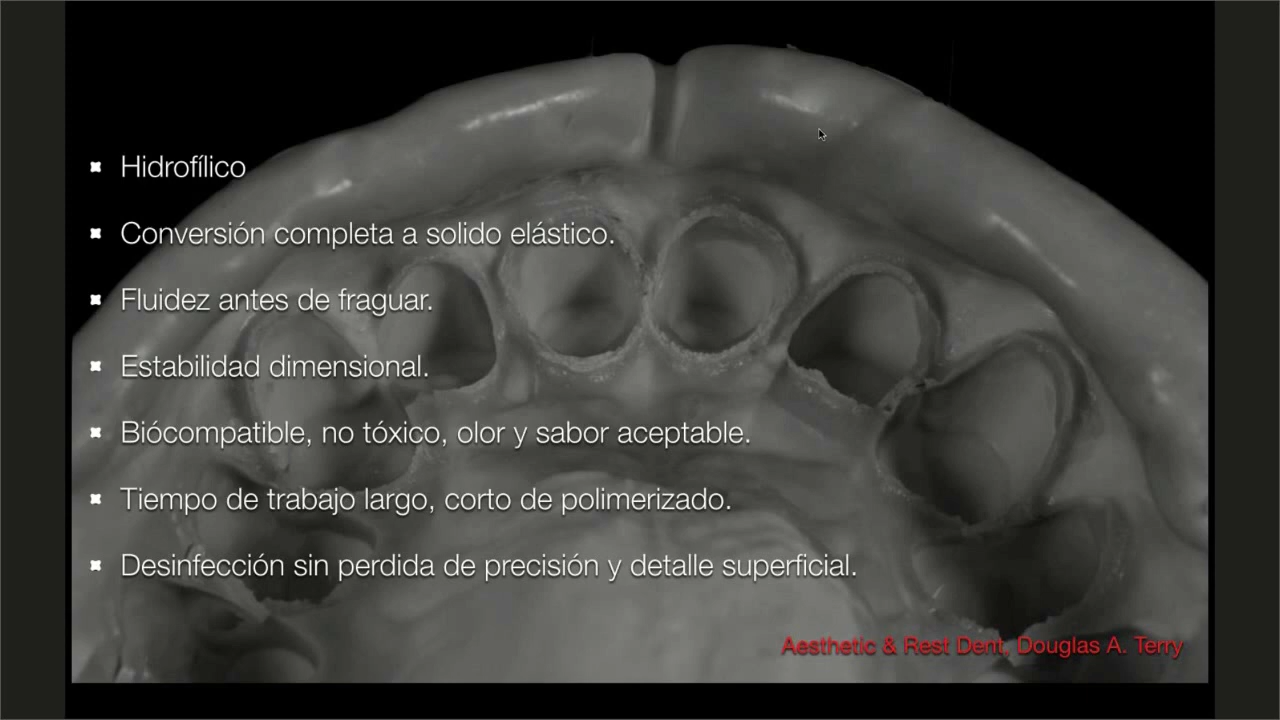 Hidrofílico
Conversión completa a solido elástico.
Fluidez antes de fraguar.
Estabilidad dimensional.
Biócompatible, no tóxico, olor y sabor aceptable.
Tiempo de trabajo largo, corto de polimerizado.
Desinfección sin perdida de precisión y detalle superficial.
Aesthetic & Rest Dent, Douglas A. Terry